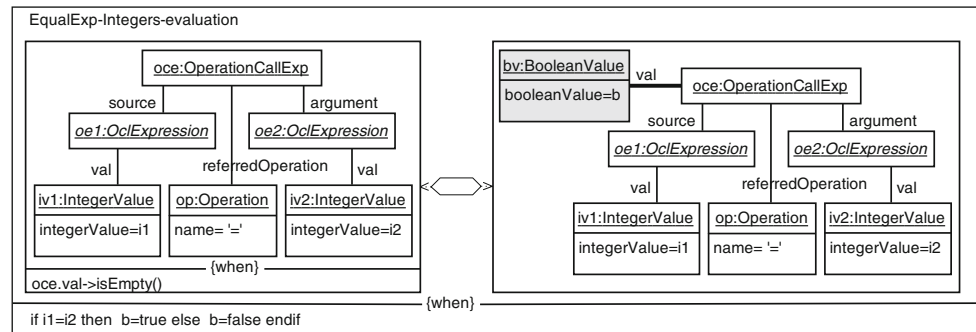 EqualExp-Integers-evaluation
oce:OperationCallExp
source
argument
oe1:OclExpression
oe2:OclExpression
val
referredOperation
val
iv1:IntegerValue
integerValue=i1
op:Operation
name= '='
iv2:IntegerValue
integerValue=i2
{when}
oce.val->isEmpty()
bv:BooleanValue
booleanValue=b
val
oce:OperationCallExp
source
argument
oe1:OclExpression
oe2:OclExpression
val
referredOperation
val
iv1:IntegerValue
integerValue=i1
op:Operation
name= '='
iv2:IntegerValue
integerValue=i2
{when}
if i1=i2 then b=true else b=false endif